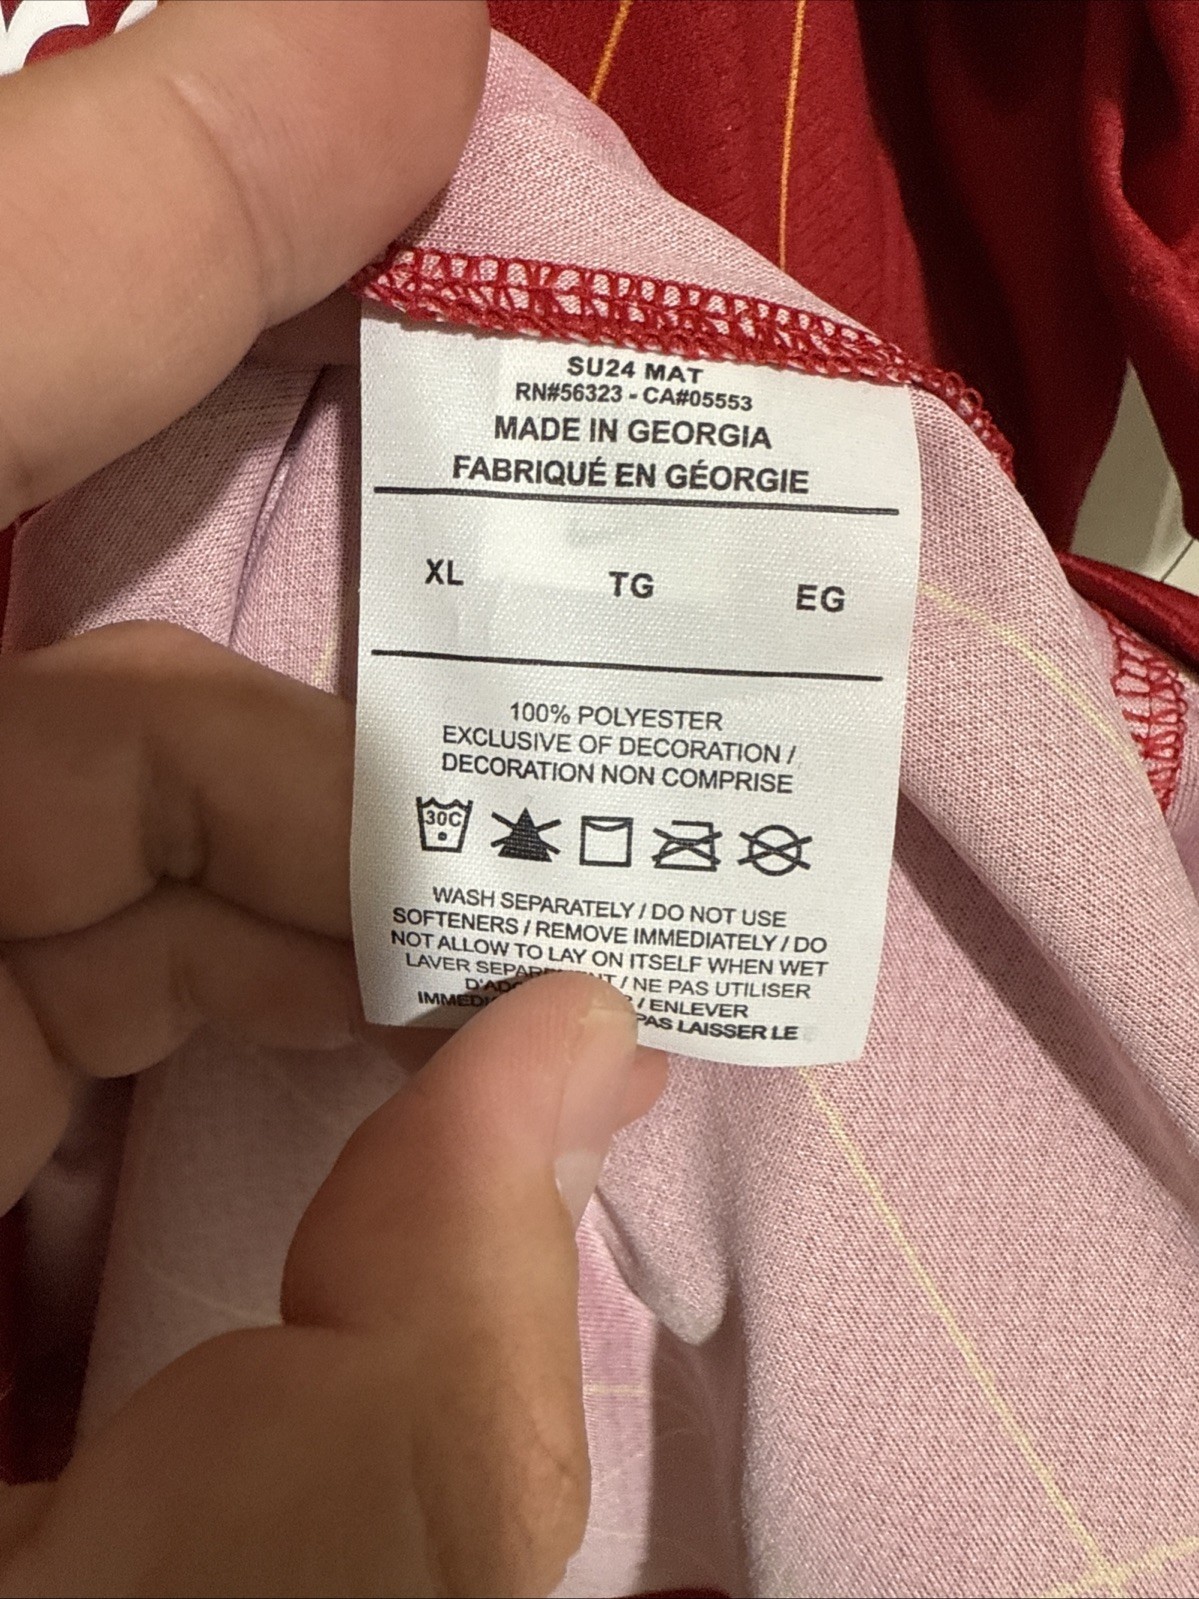 SU24 MAT
RN#56323 - CA#05553
MADE IN GEORGIA
FABRIQUÉ EN GÉORGIE
XL TG EG
100% POLYESTER
EXCLUSIVE OF DECORATION /
DECORATION NON COMPRISE
30C
WASH SEPARATELY / DO NOT USE
SOFTENERS / REMOVE IMMEDIATELY / DO
NOT ALLOW TO LAY ON ITSELF WHEN WET
LAVER / NE PAS UTILISER
/ ENLEVER
PAS LAISSER LE